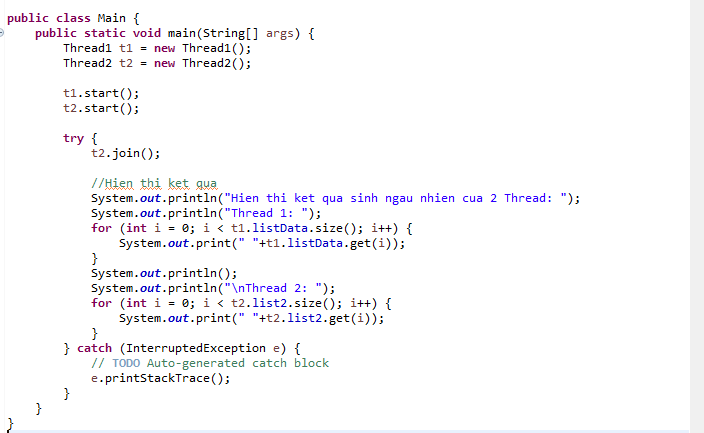 public class Main {
    public static void main(String[] args) {
        Thread1 t1 = new Thread1();
        Thread2 t2 = new Thread2();

        t1.start();
        t2.start();

        try {
            t2.join();

            //Hien thi ket qua
            System.out.println("Hien thi ket qua sinh ngau nhien cua 2 Thread: ");
            System.out.println("Thread 1: ");
            for (int i = 0; i < t1.listData.size(); i++) {
                System.out.print(" "+t1.listData.get(i));
            }
            System.out.println();
            System.out.println("\nThread 2: ");
            for (int i = 0; i < t2.list2.size(); i++) {
                System.out.print(" "+t2.list2.get(i));
            }
        } catch (InterruptedException e) {
            // TODO Auto-generated catch block
            e.printStackTrace();
        }
    }
}